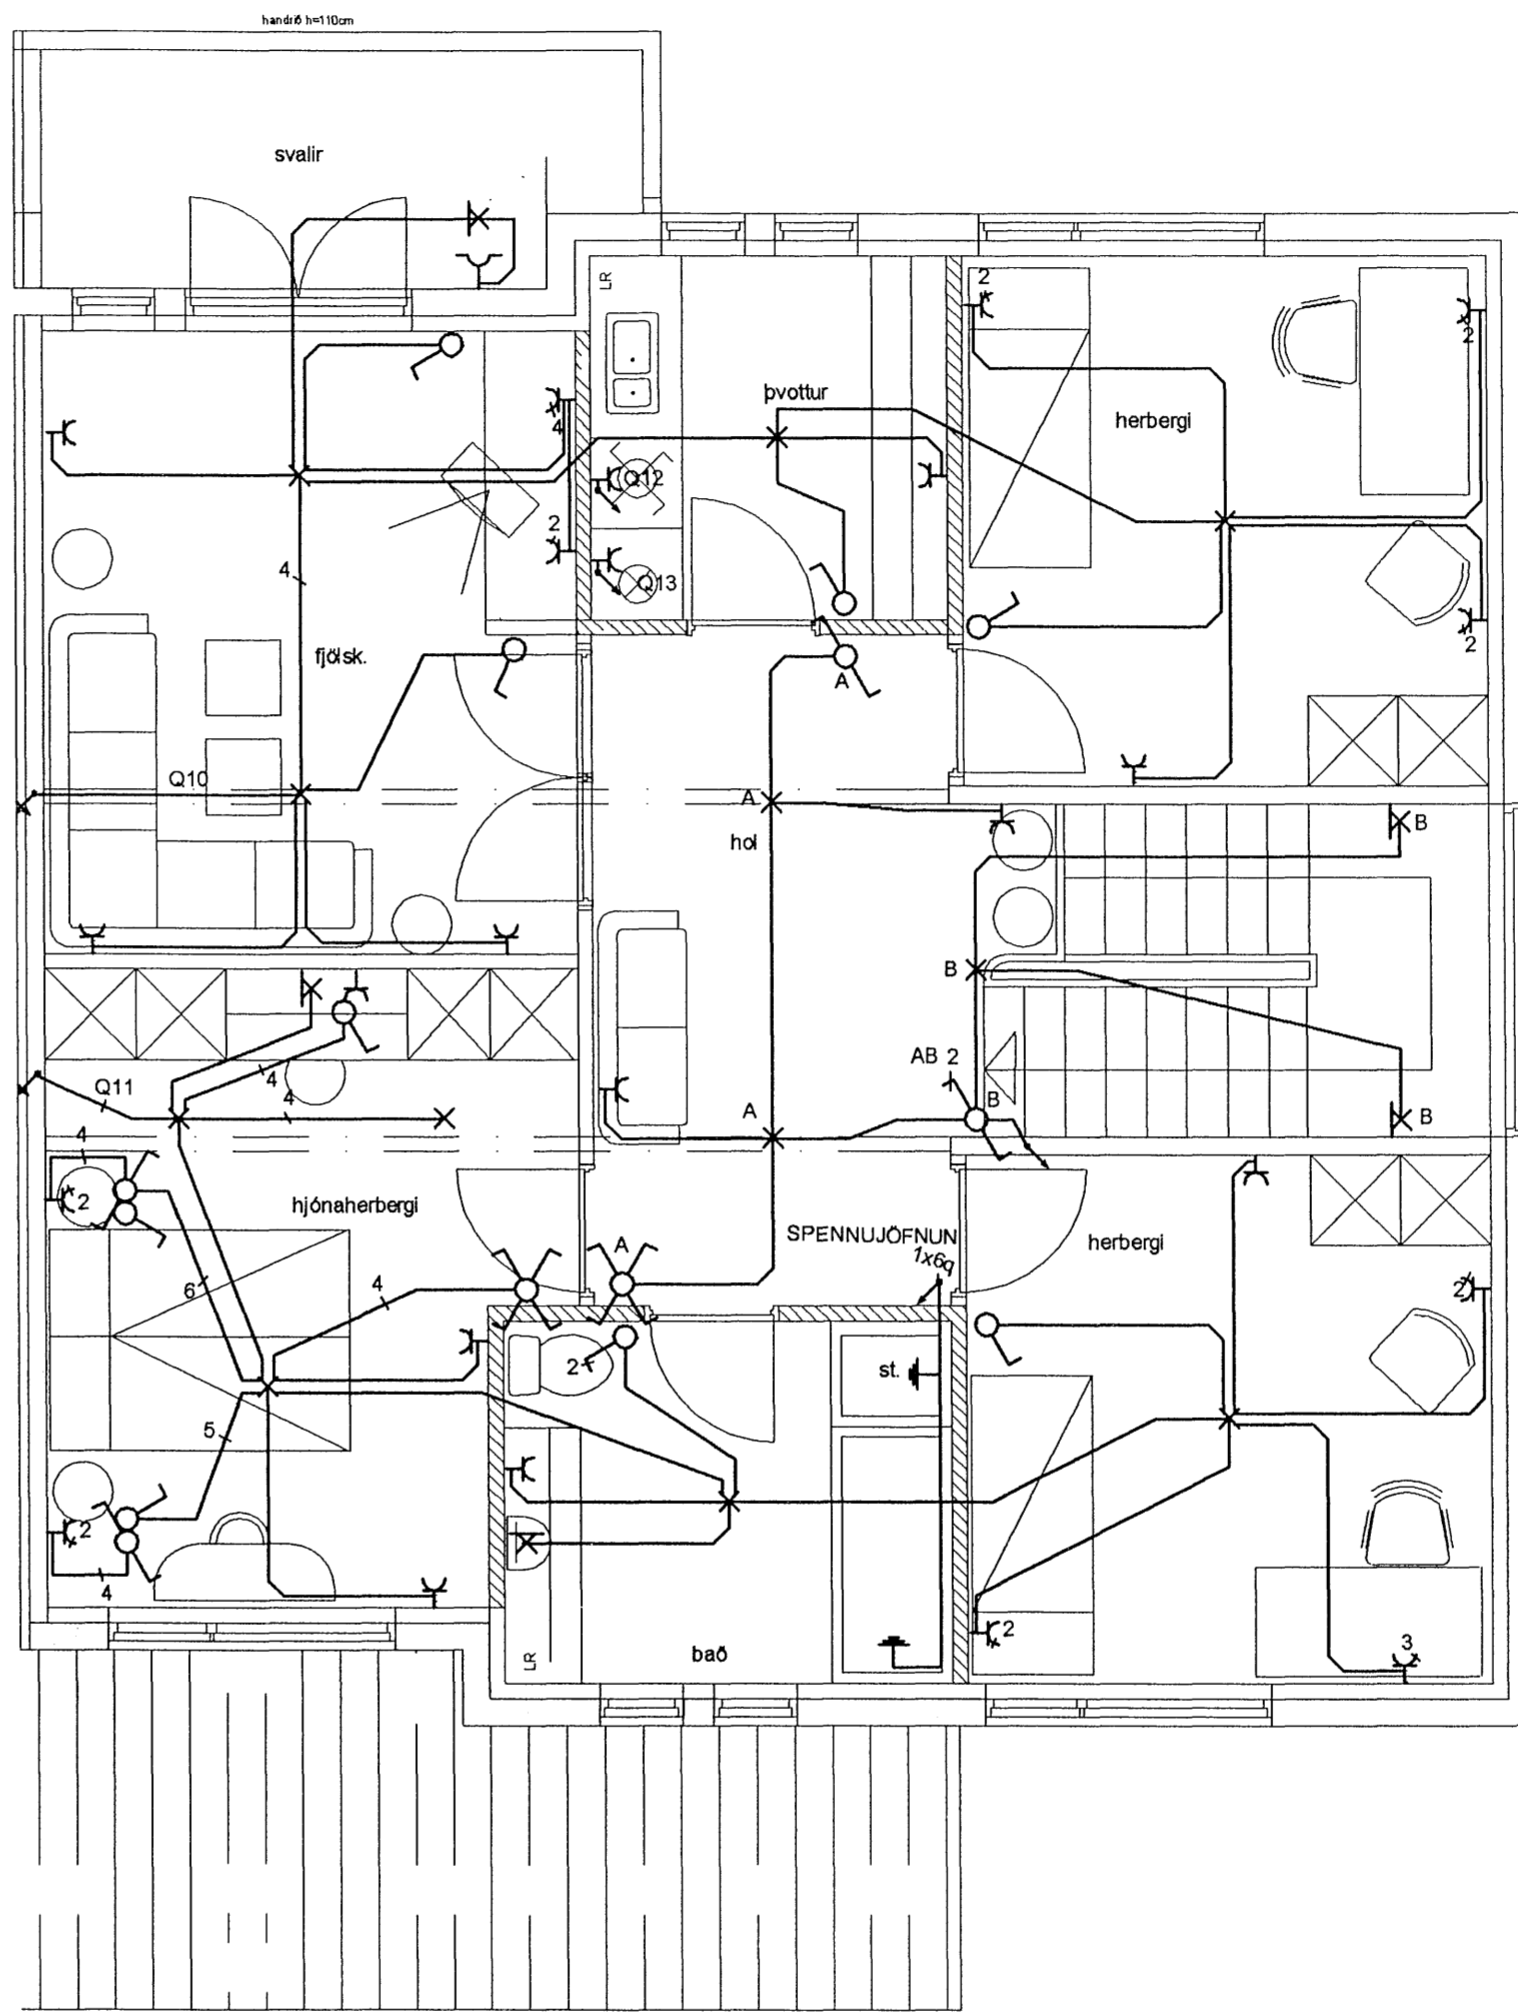 handrið h=110cm
svalir
LR
2
2
þvottur
herbergi
4
Q12
2
Q13
4
2
fjölsk.
A
Q10
A
hol
B
B
AB 2
B
4
Q11
4
A
B
4
2
hjónaherbergi
A
SPENNUJÖFNUN
1x6q
herbergi
4
6
2
2
st.
5
2
4
2
3
LR
bað